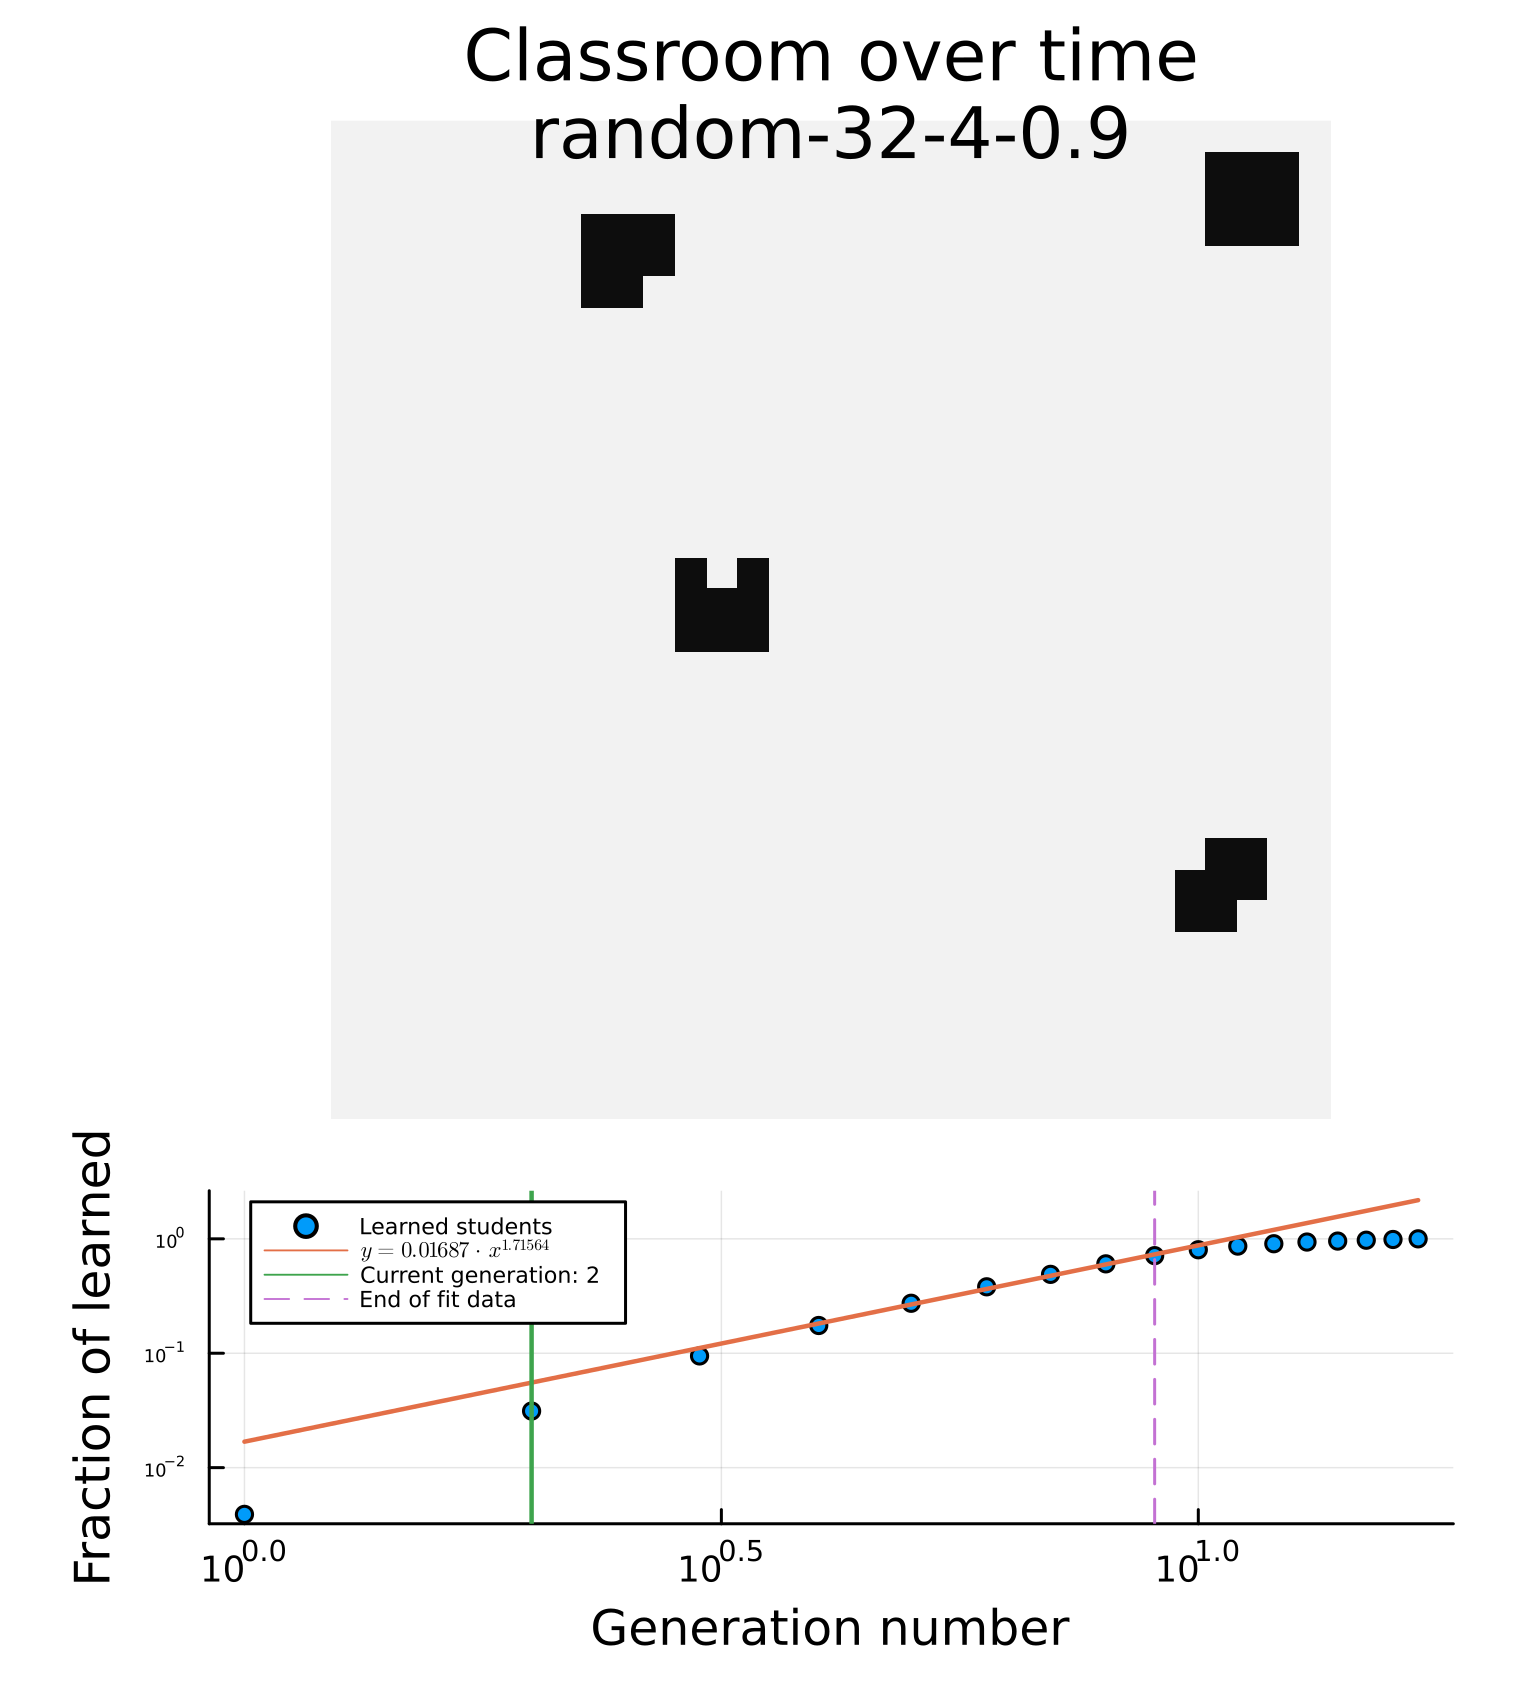 Classroom over time
random-32-4-0.9
Fraction of learned
10⁰
10⁻¹
10⁻²
Learned students
y = 0.01687 · x^1.71564
Current generation: 2
End of fit data
10^0.0
10^0.5
10^1.0
Generation number